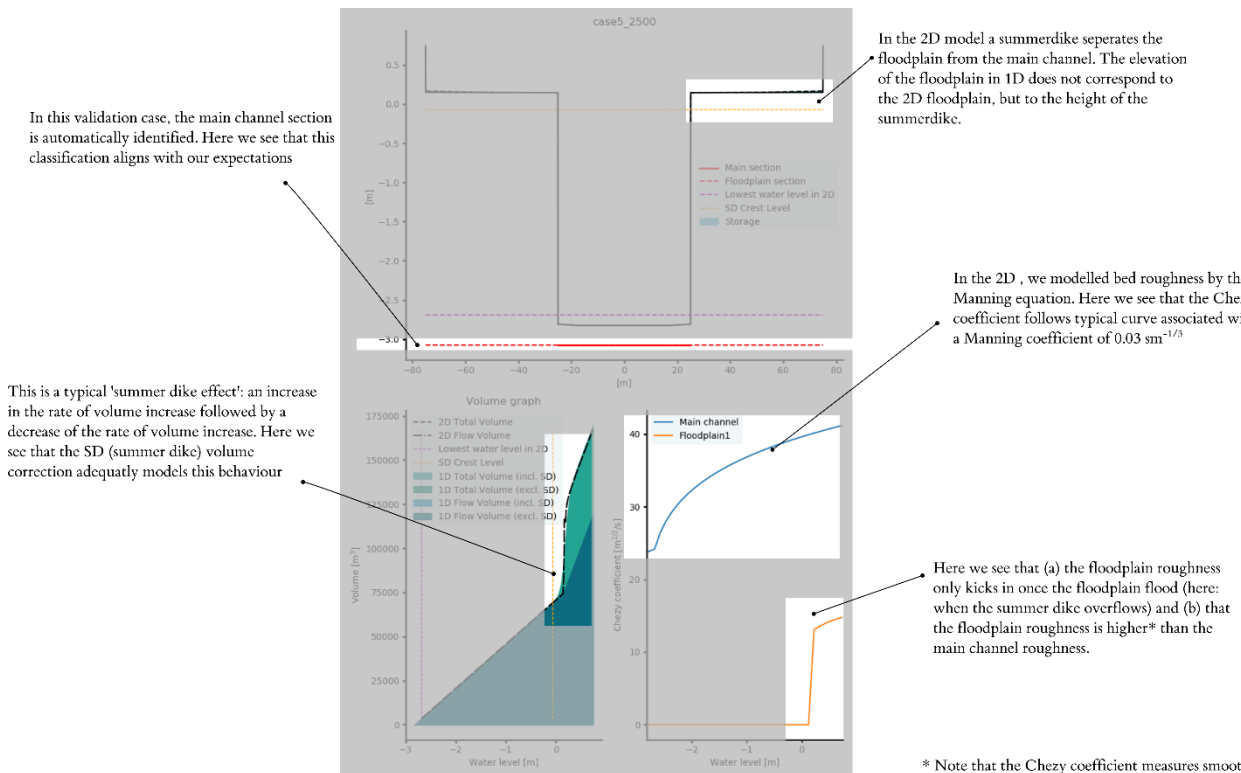 case5_2500
In the 2D model a summerdike seperates the
floodplain from the main channel. The elevation
of the floodplain in 1D does not correspond to
the 2D floodplain, but to the height of the
summerdike.
In this validation case, the main channel section
is automatically identified. Here we see that this
classification aligns with our expectations
0.5
0.0
−0.5
−1.0
−1.5
−2.0
−2.5
−3.0
[m]
Main section
Floodplain section
Lowest water level in 2D
SD Crest Level
Storage
−80 −60 −40 −20 0 20 40 60 80
[m]
In the 2D , we modelled bed roughness by th
Manning equation. Here we see that the Che
coefficient follows typical curve associated wi
a Manning coefficient of 0.03 sm⁻¹/³
This is a typical 'summer dike effect': an increase
in the rate of volume increase followed by a
decrease of the rate of volume increase. Here we
see that the SD (summer dike) volume
correction adequatly models this behaviour
Volume graph
175000
150000
125000
100000
75000
50000
25000
0
Volume [m³]
2D Total Volume
2D Flow Volume
Lowest water level in 2D
SD Crest Level
1D Total Volume (incl. SD)
1D Total Volume (excl. SD)
1D Flow Volume (incl. SD)
1D Flow Volume (excl. SD)
−3 −2 −1 0
Water level [m]
Main channel
Floodplain1
40
30
20
10
0
Chezy coefficient [m¹/²/s]
−2 −1 0
Water level [m]
Here we see that (a) the floodplain roughness
only kicks in once the floodplain flood (here:
when the summer dike overflows) and (b) that
the floodplain roughness is higher* than the
main channel roughness.
* Note that the Chezy coefficient measures smoot